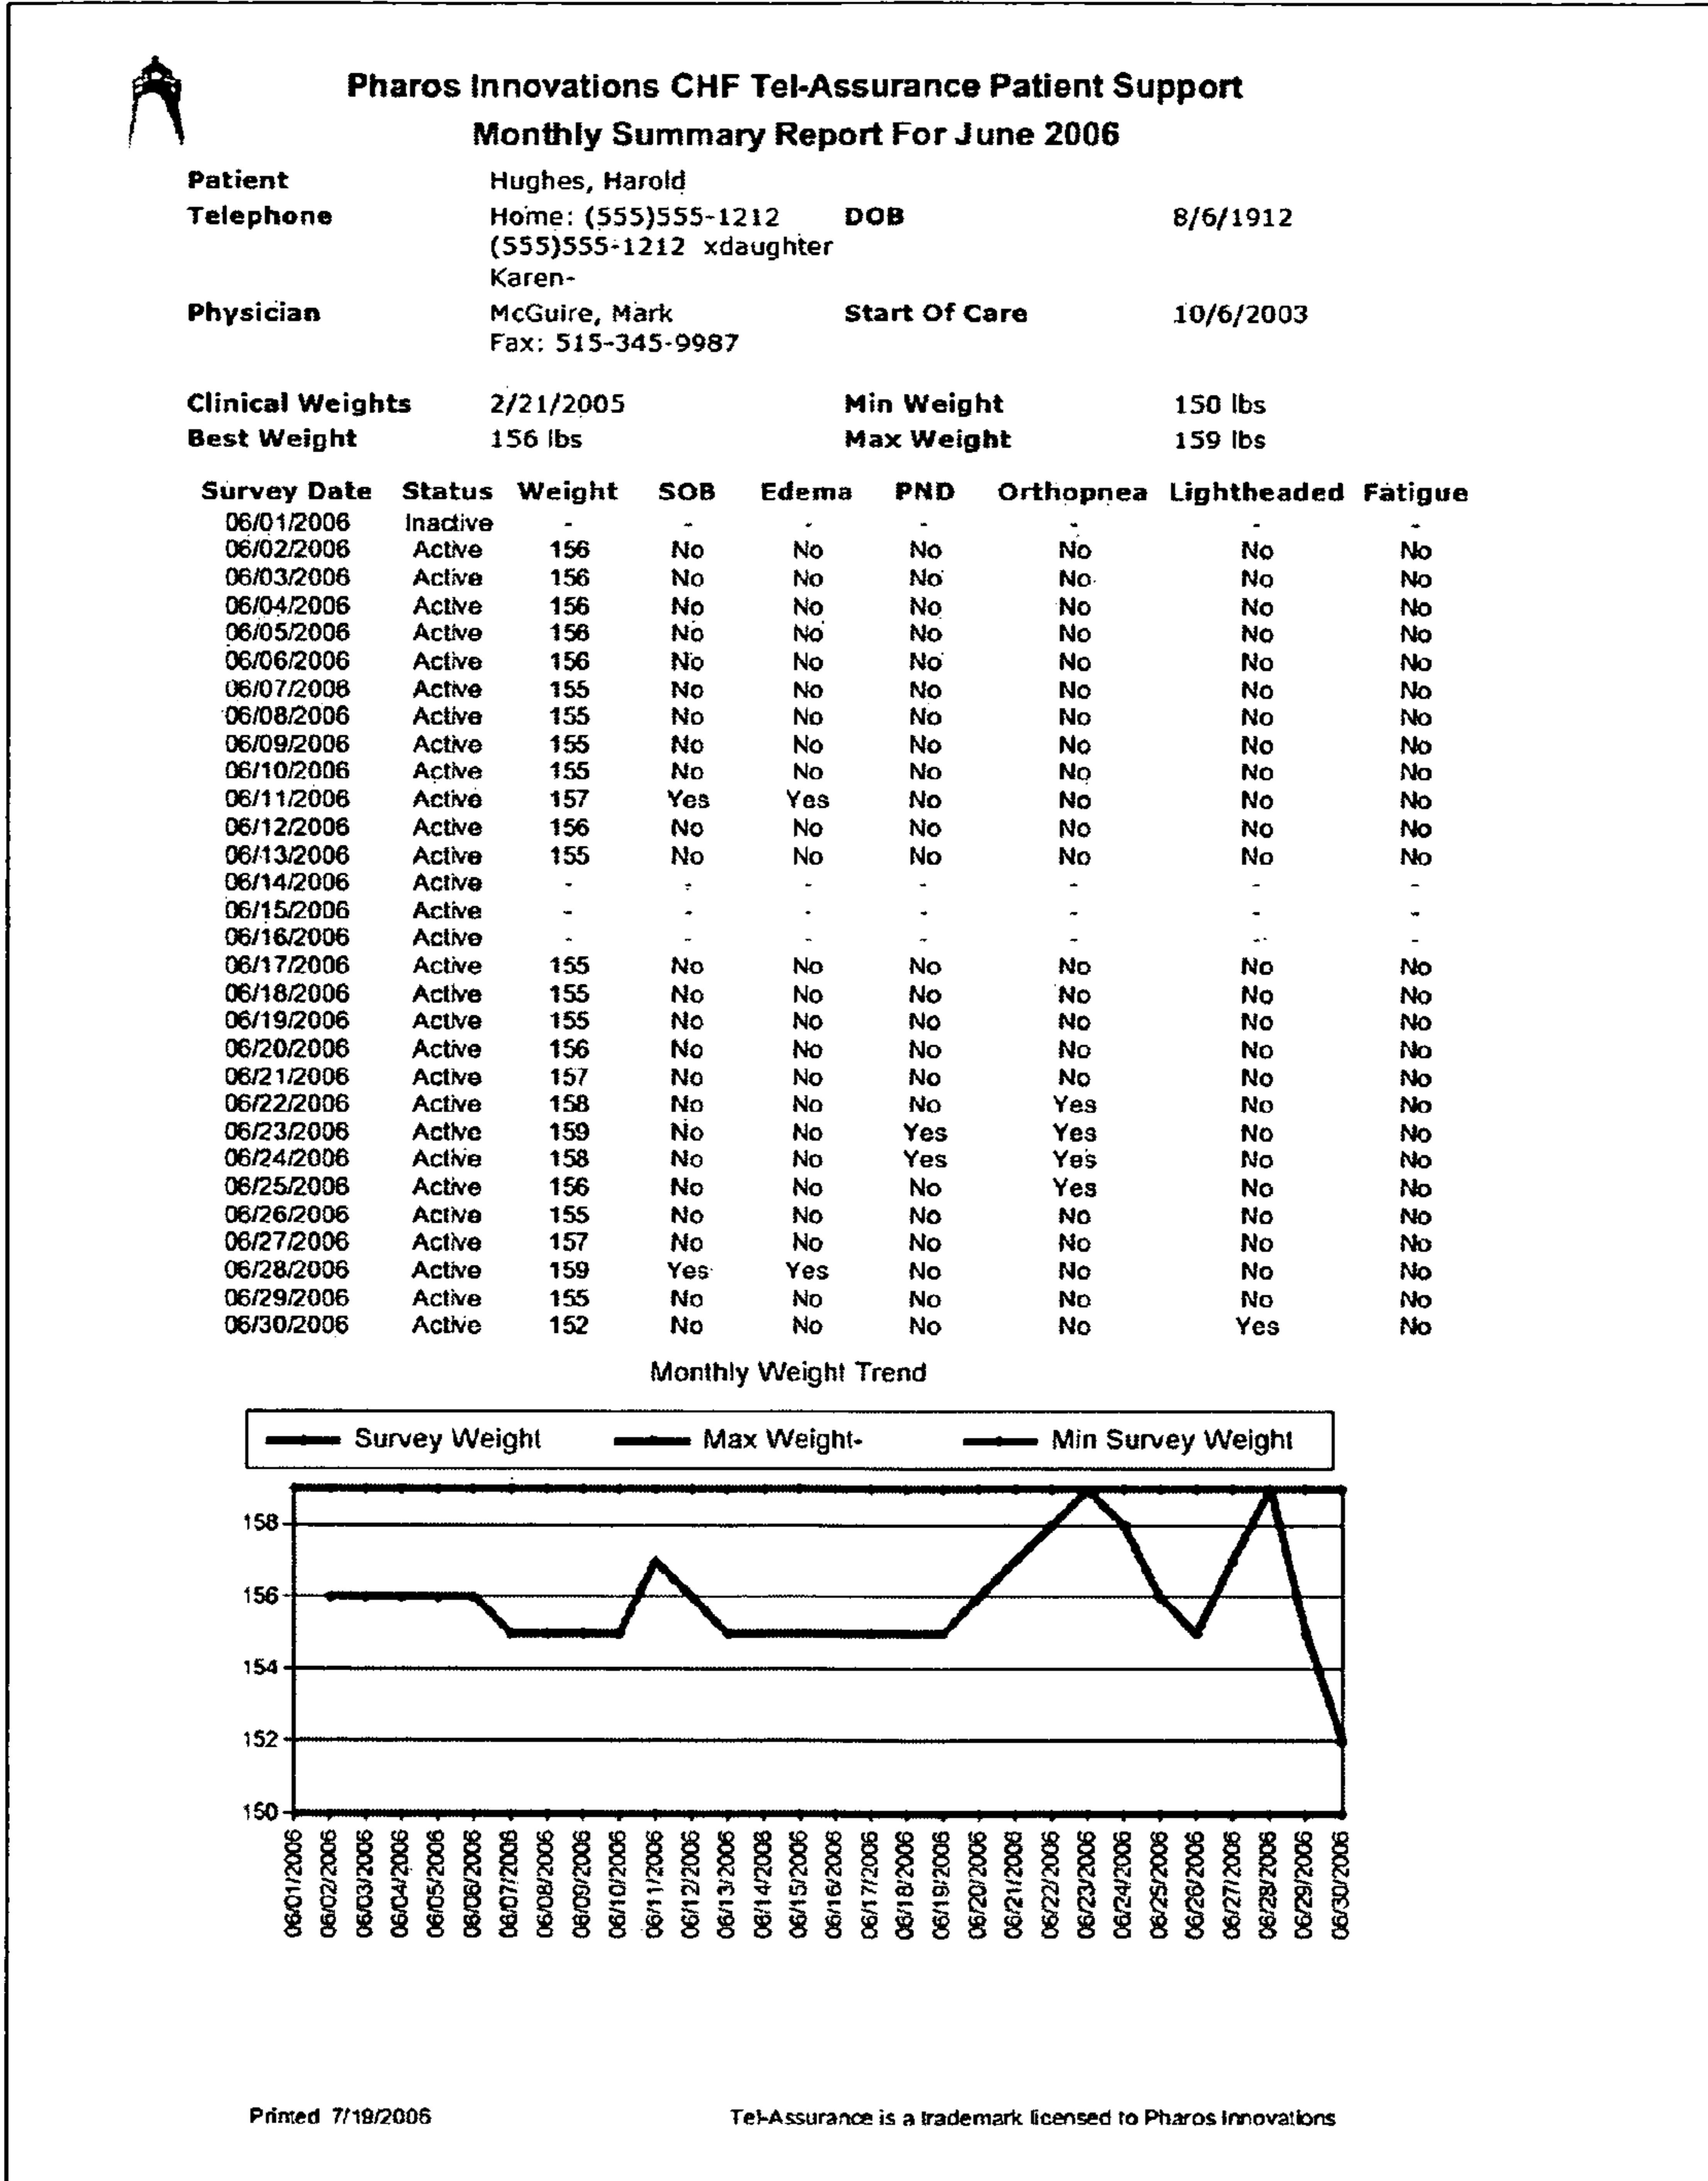 Pharos Innovations CHF Tel-Assurance Patient Support
Monthly Summary Report For June 2006
Patient Hughes, Harold
Telephone Home: (555)555-1212 DOB 8/6/1912
(555)555-1212 xdaughter
Karen-
Physician McGuire, Mark Start Of Care 10/6/2003
Fax: 515-345-9987
Clinical Weights 2/21/2005 Min Weight 150 lbs
Best Weight 156 lbs Max Weight 159 lbs
Survey Date Status Weight SOB Edema PND Orthopnea Lightheaded Fatigue
06/01/2006 Inactive - - - - - - -
06/02/2006 Active 156 No No No No No No
06/03/2006 Active 156 No No No No No No
06/04/2006 Active 156 No No No No No No
06/05/2006 Active 156 No No No No No No
06/06/2006 Active 156 No No No No No No
06/07/2006 Active 155 No No No No No No
06/08/2006 Active 155 No No No No No No
06/09/2006 Active 155 No No No No No No
06/10/2006 Active 155 No No No No No No
06/11/2006 Active 157 Yes Yes No No No No
06/12/2006 Active 156 No No No No No No
06/13/2006 Active 155 No No No No No No
06/14/2006 Active - - - - - - -
06/15/2006 Active - - - - - - -
06/16/2006 Active - - - - - - -
06/17/2006 Active 155 No No No No No No
06/18/2006 Active 155 No No No No No No
06/19/2006 Active 155 No No No No No No
06/20/2006 Active 156 No No No No No No
06/21/2006 Active 157 No No No No No No
06/22/2006 Active 158 No No No Yes No No
06/23/2006 Active 159 No No Yes Yes No No
06/24/2006 Active 158 No No Yes Yes No No
06/25/2006 Active 156 No No No Yes No No
06/26/2006 Active 155 No No No No No No
06/27/2006 Active 157 No No No No No No
06/28/2006 Active 159 Yes Yes No No No No
06/29/2006 Active 155 No No No No No No
06/30/2006 Active 152 No No No No Yes No
Monthly Weight Trend
Survey Weight Max Weight- Min Survey Weight
158
156
154
152
150
06/01/2006
06/02/2006
06/03/2006
06/04/2006
06/05/2006
06/06/2006
06/07/2006
06/08/2006
06/09/2006
06/10/2006
06/11/2006
06/12/2006
06/13/2006
06/14/2006
06/15/2006
06/16/2006
06/17/2006
06/18/2006
06/19/2006
06/20/2006
06/21/2006
06/22/2006
06/23/2006
06/24/2006
06/25/2006
06/26/2006
06/27/2006
06/28/2006
06/29/2006
06/30/2006
Printed 7/19/2006 Tel-Assurance is a trademark licensed to Pharos Innovations